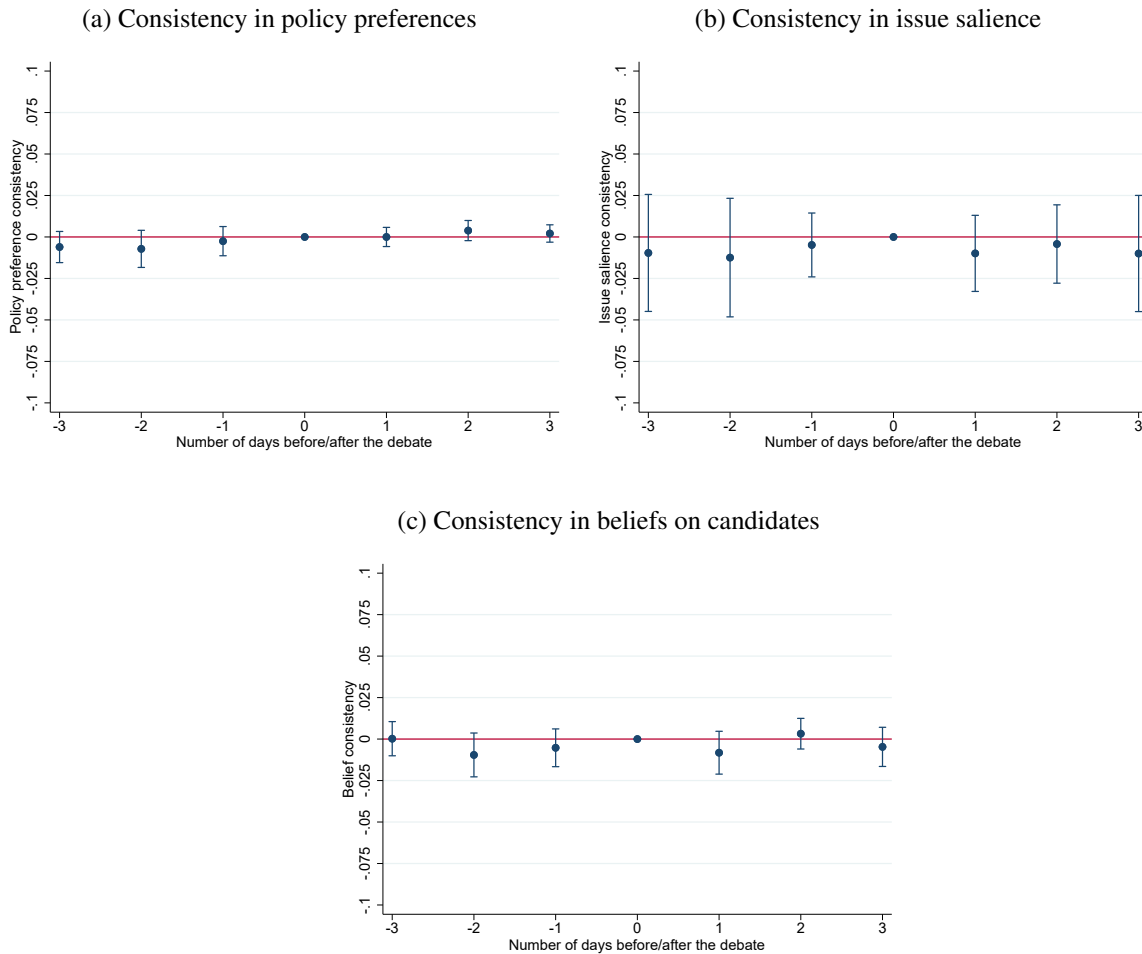 (a) Consistency in policy preferences
Policy preference consistency
.1
.075
.05
.025
0
-.025
-.05
-.075
-.1
-3 -2 -1 0 1 2 3
Number of days before/after the debate
(b) Consistency in issue salience
Issue salience consistency
.1
.075
.05
.025
0
-.025
-.05
-.075
-.1
-3 -2 -1 0 1 2 3
Number of days before/after the debate
(c) Consistency in beliefs on candidates
Belief consistency
.1
.075
.05
.025
0
-.025
-.05
-.075
-.1
-3 -2 -1 0 1 2 3
Number of days before/after the debate